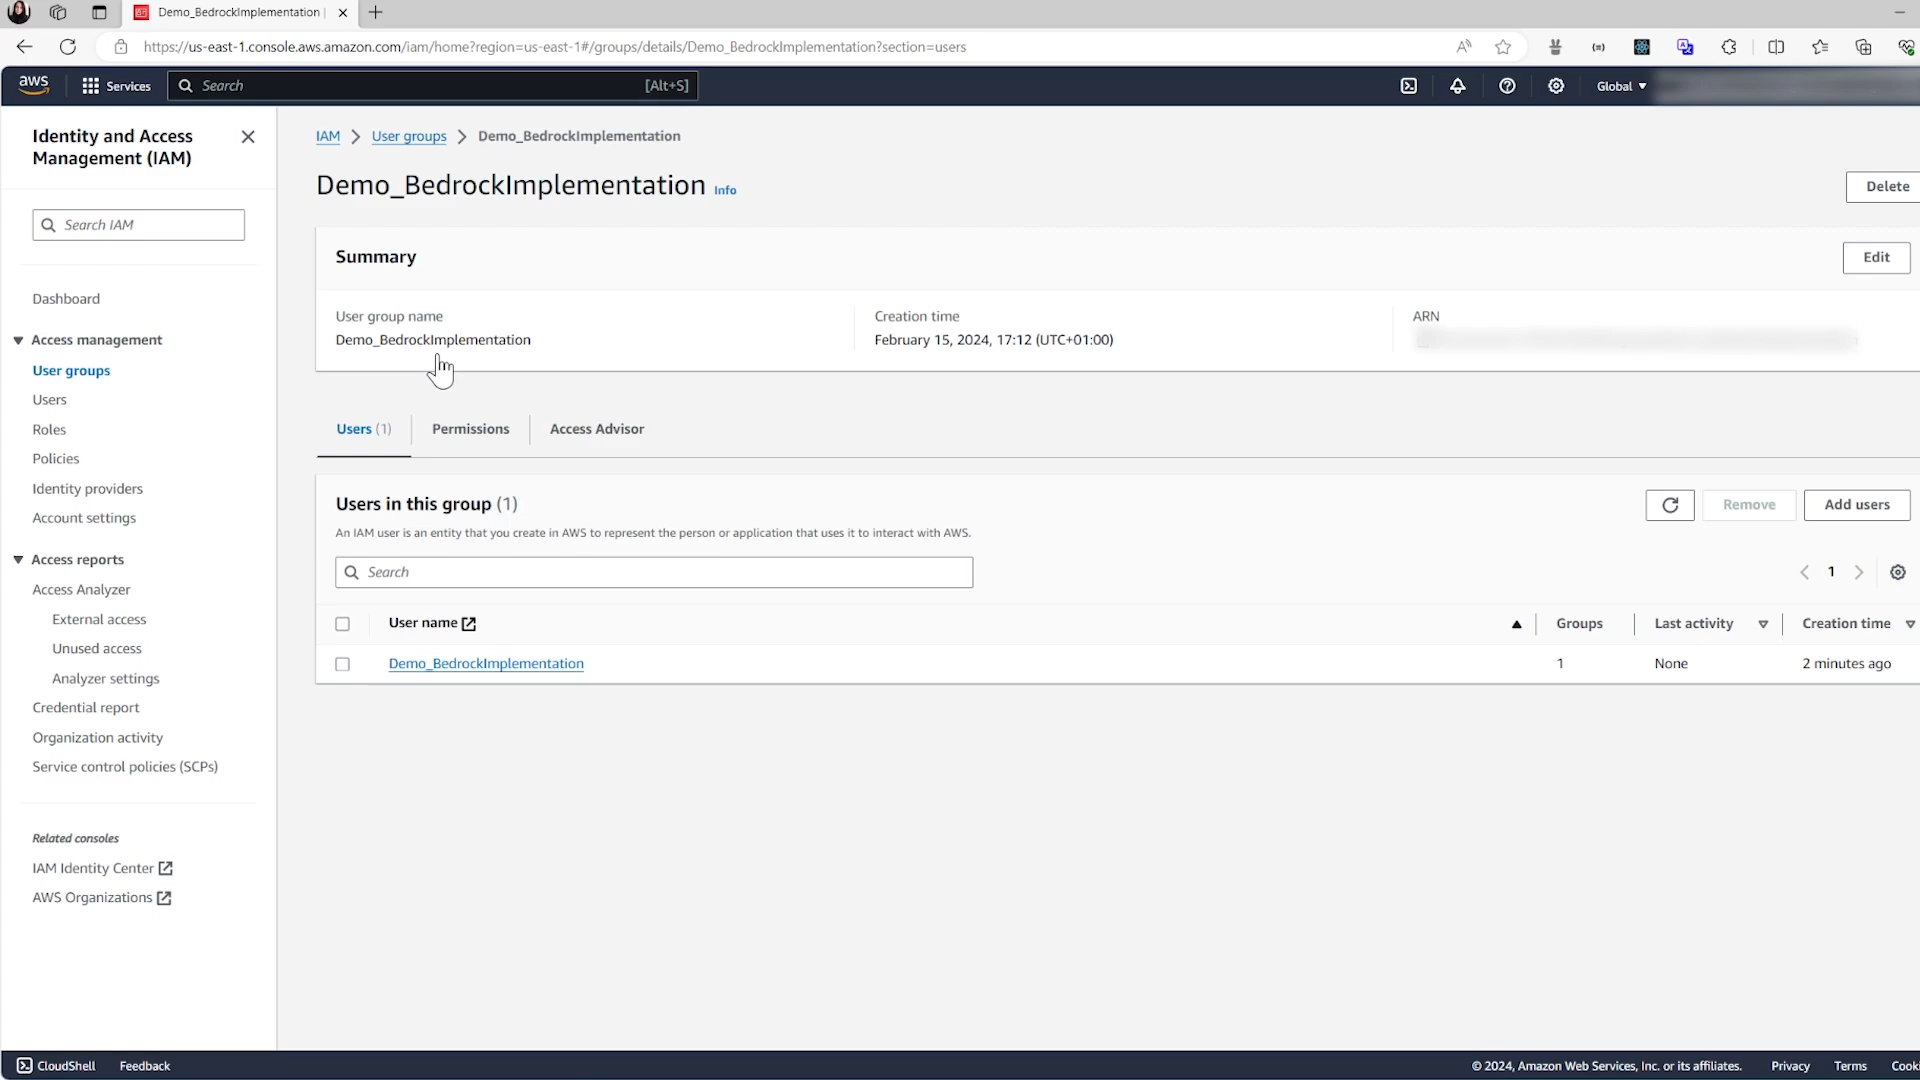 Demo_BedrockImplementation |
https://us-east-1.console.aws.amazon.com/iam/home?region=us-east-1#/groups/details/Demo_BedrockImplementation?section=users
aws
Services
Search
[Alt+S]
Global
Identity and Access
Management (IAM)
Search IAM
Dashboard
Access management
User groups
Users
Roles
Policies
Identity providers
Account settings
Access reports
Access Analyzer
External access
Unused access
Analyzer settings
Credential report
Organization activity
Service control policies (SCPs)
Related consoles
IAM Identity Center
AWS Organizations
IAM > User groups > Demo_BedrockImplementation
Demo_BedrockImplementation Info
Delete
Summary
Edit
User group name
Demo_BedrockImplementation
Creation time
February 15, 2024, 17:12 (UTC+01:00)
ARN
Users (1)
Permissions
Access Advisor
Users in this group (1)
An IAM user is an entity that you create in AWS to represent the person or application that uses it to interact with AWS.
Remove
Add users
Search
1
User name
Groups
Last activity
Creation time
Demo_BedrockImplementation
1
None
2 minutes ago
CloudShell
Feedback
© 2024, Amazon Web Services, Inc. or its affiliates.
Privacy
Terms
Cooki